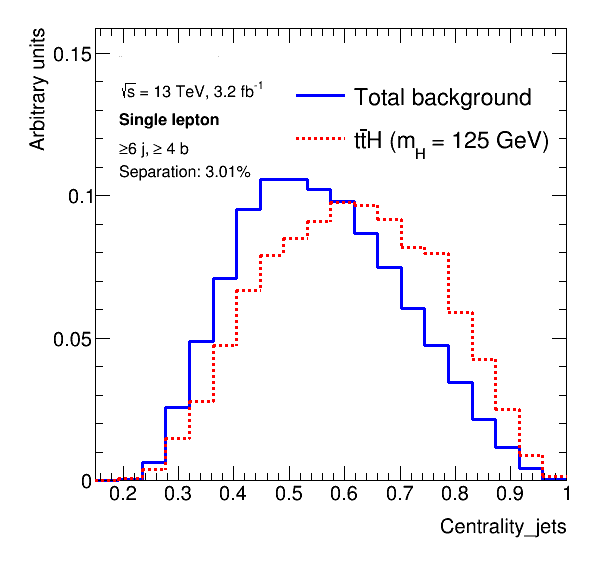 Arbitrary units
0.15
0.1
0.05
0
√s = 13 TeV, 3.2 fb⁻¹
Single lepton
≥6 j, ≥ 4 b
Separation: 3.01%
Total background
tt̄H (m_H = 125 GeV)
0.2 0.3 0.4 0.5 0.6 0.7 0.8 0.9 1
Centrality_jets